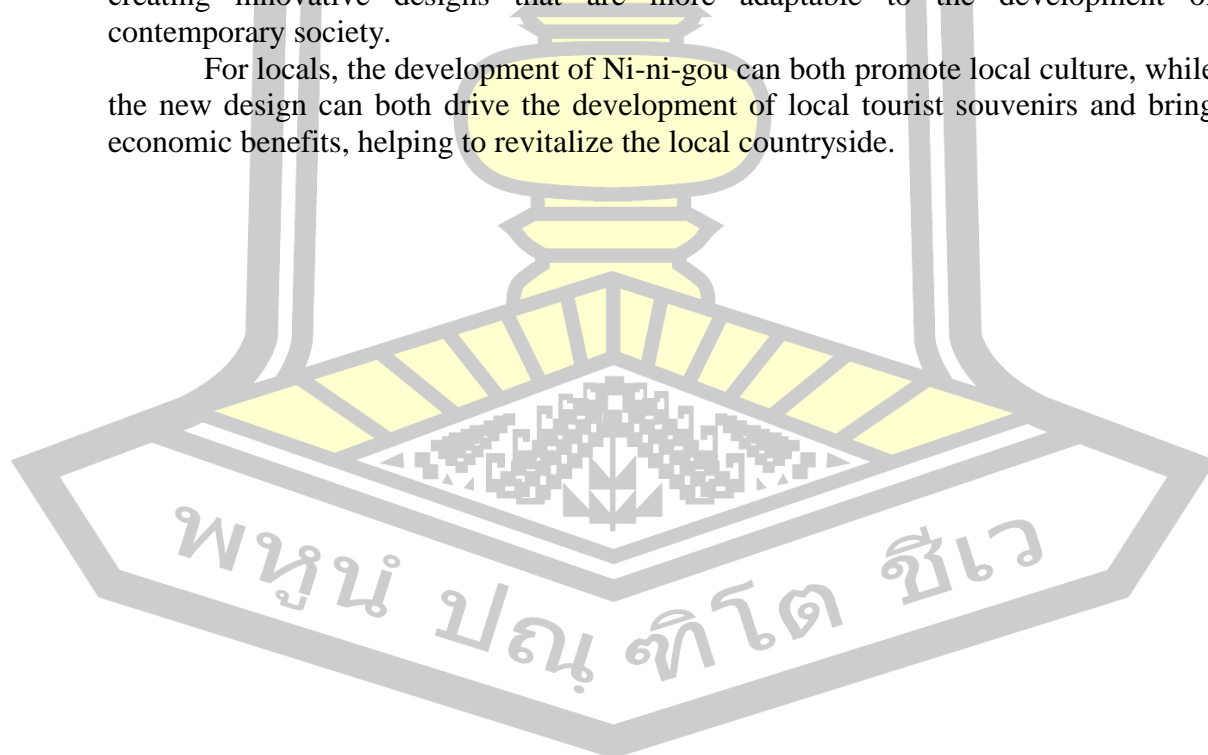 creating innovative designs that are more adaptable to the development of
contemporary society.
For locals, the development of Ni-ni-gou can both promote local culture, while
the new design can both drive the development of local tourist souvenirs and bring
economic benefits, helping to revitalize the local countryside.
พหูนํ ปณฺฑิโต ชีเว